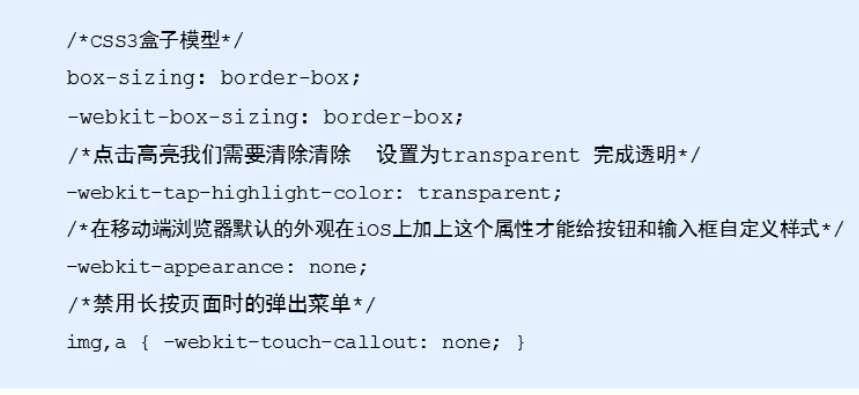 /*CSS3盒子模型*/
box-sizing: border-box;
-webkit-box-sizing: border-box;
/*点击高亮我们需要清除清除  设置为transparent 完成透明*/
-webkit-tap-highlight-color: transparent;
/*在移动端浏览器默认的外观在iOS上加上这个属性才能给按钮和输入框自定义样式*/
-webkit-appearance: none;
/*禁用长按页面时的弹出菜单*/
img,a { -webkit-touch-callout: none; }